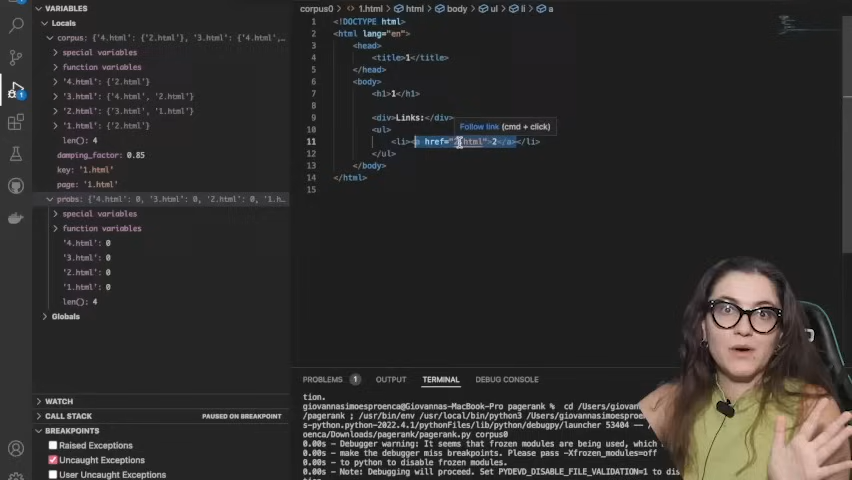 VARIABLES
Locals
corpus: {'4.html': {'2.html'}, '3.html': {'4.html',…
special variables
function variables
'4.html': {'2.html'}
'3.html': {'4.html', '2.html'}
'2.html': {'3.html', '1.html'}
'1.html': {'2.html'}
len(): 4
damping_factor: 0.85
key: '1.html'
page: '1.html'
probs: {'4.html': 0, '3.html': 0, '2.html': 0, '1.h…
special variables
function variables
'4.html': 0
'3.html': 0
'2.html': 0
'1.html': 0
len(): 4
Globals
WATCH
CALL STACK
PAUSED ON BREAKPOINT
BREAKPOINTS
Raised Exceptions
Uncaught Exceptions
User Uncaught Exceptions
corpus0 > 1.html > html > body > ul > li > a
1 <!DOCTYPE html>
2 <html lang="en">
3 <head>
4 <title>1</title>
5 </head>
6 <body>
7 <h1>1</h1>
8
9 <div>Links:</div>
10 <ul>
Follow link (cmd + click)
11 <li><a href="2.html">2</a></li>
12 </ul>
13 </body>
14 </html>
15
PROBLEMS 1 OUTPUT TERMINAL DEBUG CONSOLE
tion.
giovannasimoesproenca@Giovannas-MacBook-Pro pagerank % cd /Users/giovan
/pagerank ; /usr/bin/env /usr/local/bin/python3 /Users/giovannasimoespro
s-python.python-2022.4.1/pythonFiles/lib/python/debugpy/launcher 53404 —
enca/Downloads/pagerank/pagerank.py corpus0
0.00s - Debugger warning: It seems that frozen modules are being used, which
0.00s - make the debugger miss breakpoints. Please pass -Xfrozen_modules=off
0.00s - to python to disable frozen modules.
0.00s - Note: Debugging will proceed. Set PYDEVD_DISABLE_FILE_VALIDATION=1 to dis
tion.